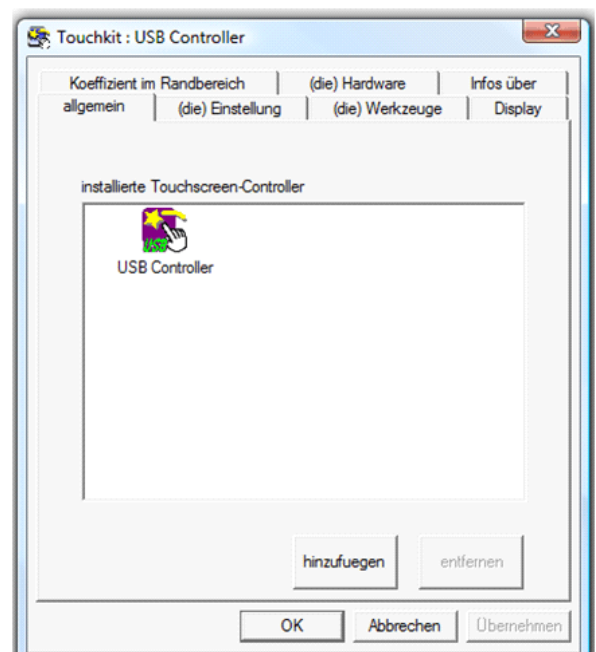 Touchkit : USB Controller
Koeffizient im Randbereich (die) Hardware Infos über
allgemein (die) Einstellung (die) Werkzeuge Display
installierte Touchscreen-Controller
USB
USB Controller
hinzufuegen entfernen
OK Abbrechen Übernehmen